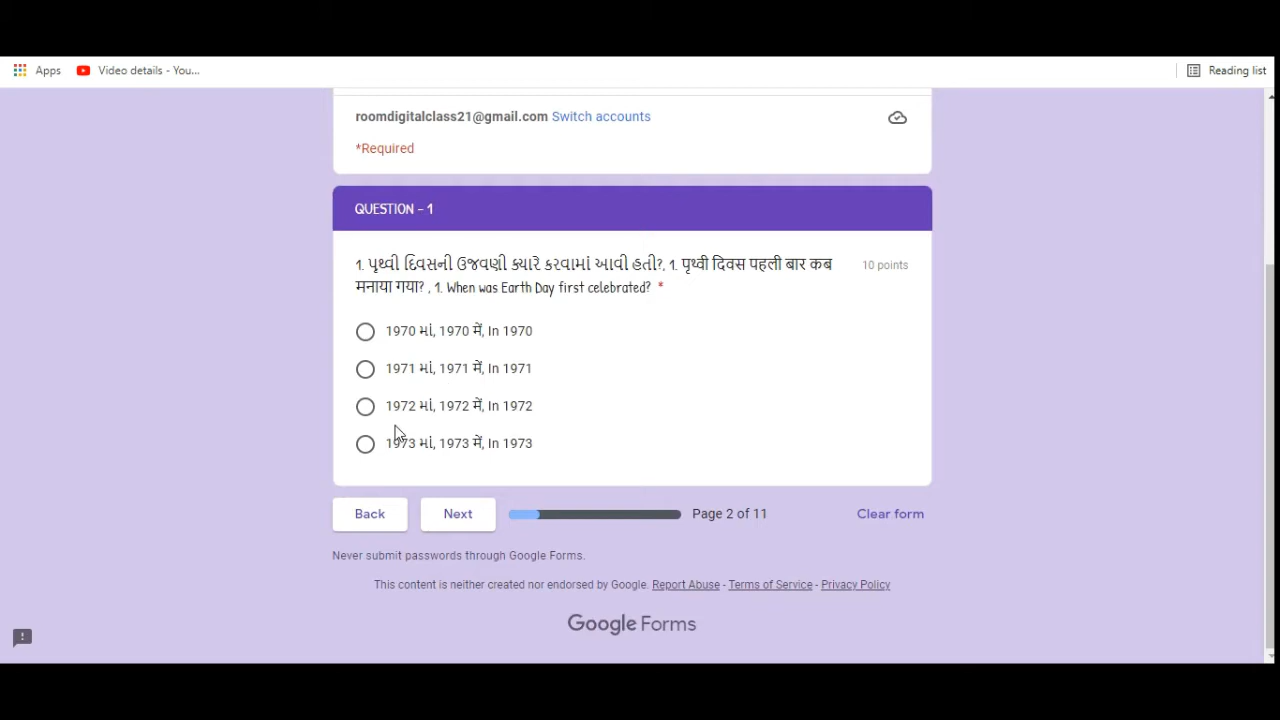 Apps Video details - You... Reading list
roomdigitalclass21@gmail.com Switch accounts
*Required
QUESTION - 1
1. પૃથ્વી દિવસની ઉજવણી ક્યારે કરવામાં આવી હતી?, 1. पृथ्वी दिवस पहली बार कब 10 points
मनाया गया? , 1. When was Earth Day first celebrated? *
1970 માં, 1970 में, In 1970
1971 માં, 1971 में, In 1971
1972 માં, 1972 में, In 1972
1973 માં, 1973 में, In 1973
Back Next Page 2 of 11 Clear form
Never submit passwords through Google Forms.
This content is neither created nor endorsed by Google. Report Abuse - Terms of Service - Privacy Policy
Google Forms